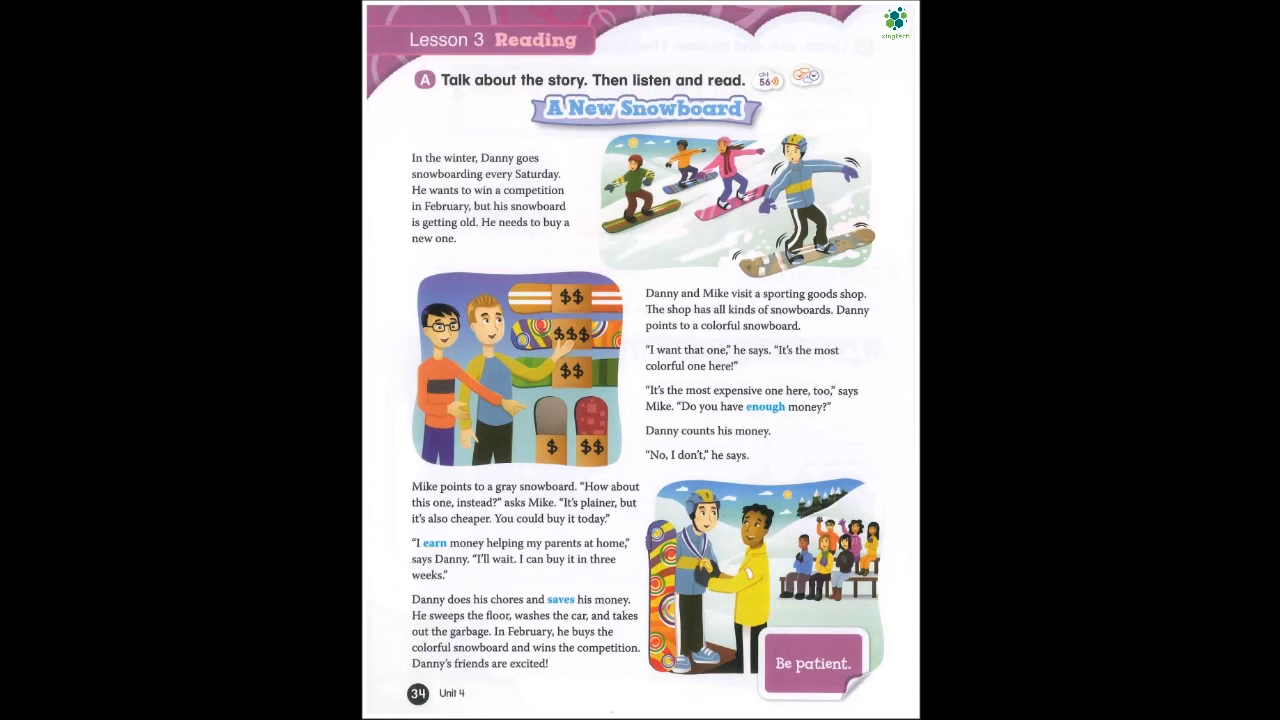 xingtech
Lesson 3 Reading
A Talk about the story. Then listen and read.
CD1
56
A New Snowboard
In the winter, Danny goes
snowboarding every Saturday.
He wants to win a competition
in February, but his snowboard
is getting old. He needs to buy a
new one.
$$
$$$
$$
$
$$
Danny and Mike visit a sporting goods shop.
The shop has all kinds of snowboards. Danny
points to a colorful snowboard.
“I want that one,” he says. “It’s the most
colorful one here!”
“It’s the most expensive one here, too,” says
Mike. “Do you have enough money?”
Danny counts his money.
“No, I don’t,” he says.
Mike points to a gray snowboard. “How about
this one, instead?” asks Mike. “It’s plainer, but
it’s also cheaper. You could buy it today.”
“I earn money helping my parents at home,”
says Danny. “I’ll wait. I can buy it in three
weeks.”
Danny does his chores and saves his money.
He sweeps the floor, washes the car, and takes
out the garbage. In February, he buys the
colorful snowboard and wins the competition.
Danny’s friends are excited!
Be patient.
34 Unit 4